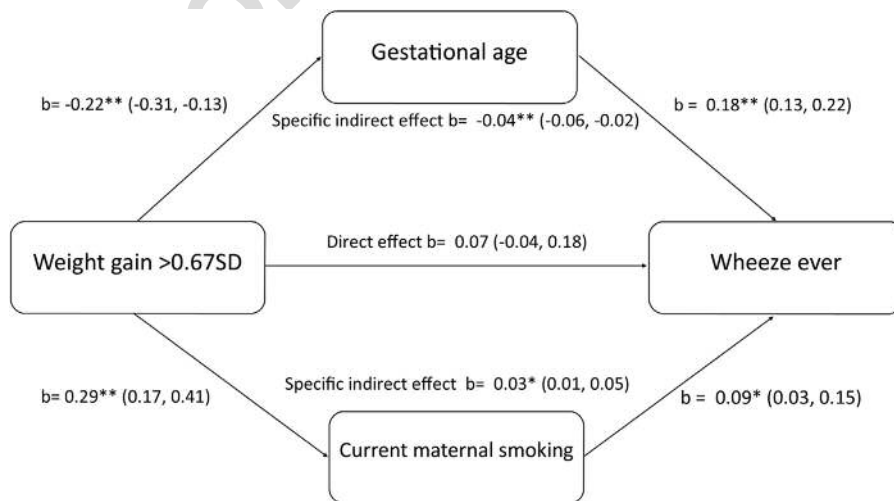 Gestational age
b= -0.22** (-0.31, -0.13)
b = 0.18** (0.13, 0.22)
Specific indirect effect b= -0.04** (-0.06, -0.02)
Direct effect b= 0.07 (-0.04, 0.18)
Weight gain >0.67SD
Wheeze ever
Specific indirect effect b= 0.03* (0.01, 0.05)
b= 0.29** (0.17, 0.41)
b = 0.09* (0.03, 0.15)
Current maternal smoking